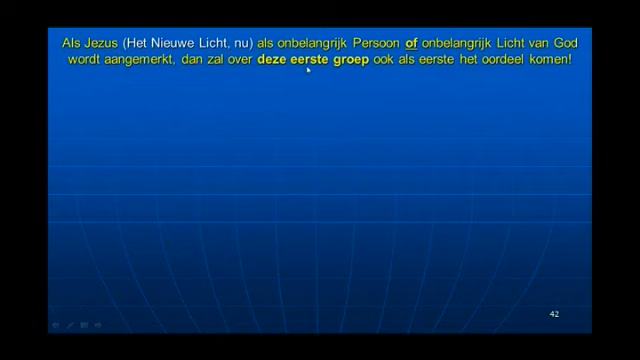 Als Jezus (Het Nieuwe Licht, nu) als onbelangrijk Persoon of onbelangrijk Licht van God
wordt aangemerkt, dan zal over deze eerste groep ook als eerste het oordeel komen!
42